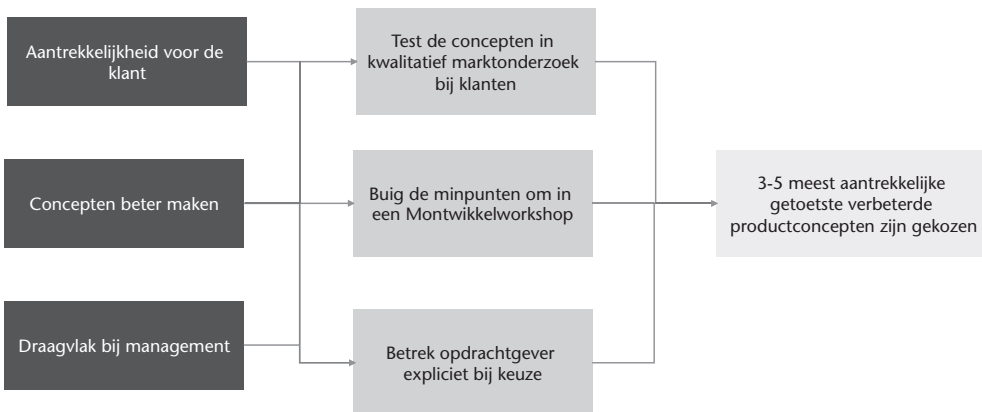 Aantrekkelijkheid voor de
klant
Test de concepten in
kwalitatief marktonderzoek
bij klanten
Concepten beter maken
Buig de minpunten om in
een Montwikkelworkshop
3-5 meest aantrekkelijke
getoetste verbeterde
productconcepten zijn gekozen
Draagvlak bij management
Betrek opdrachtgever
expliciet bij keuze